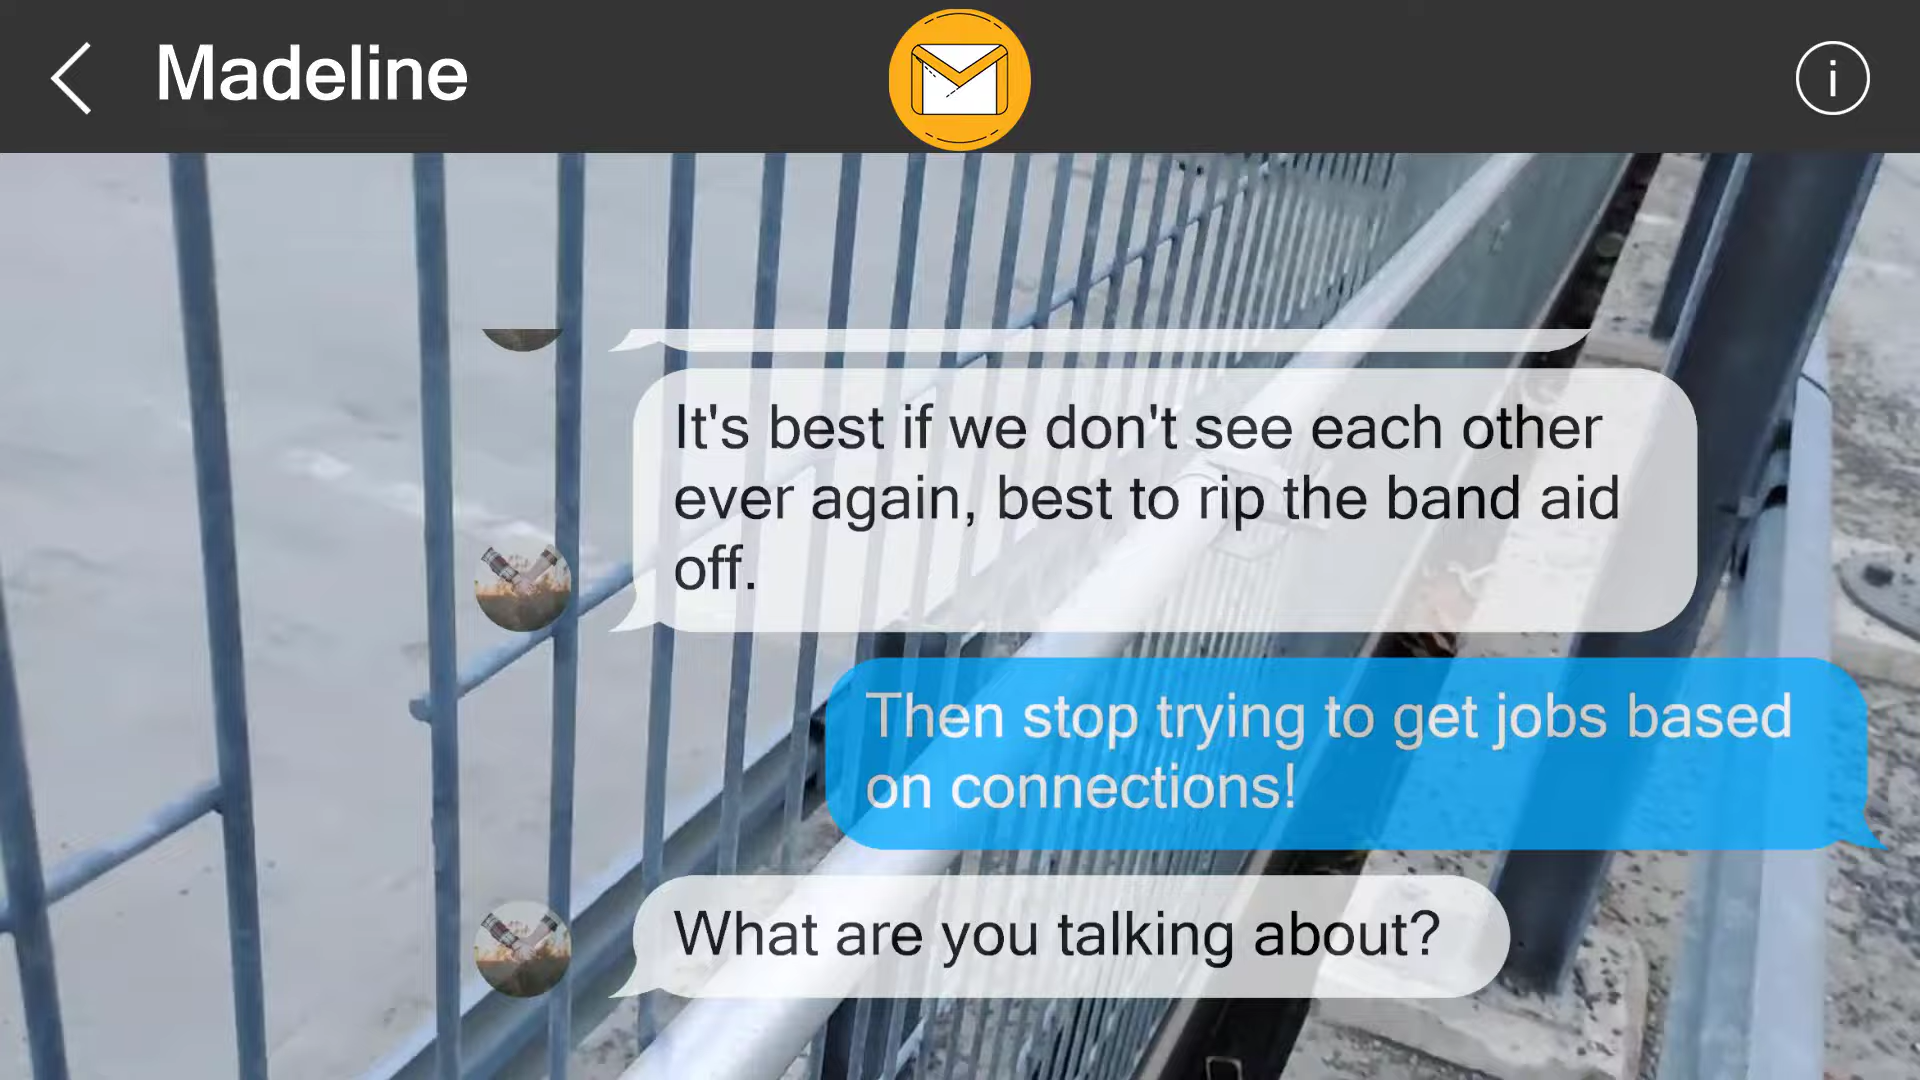 Madeline
It's best if we don't see each other
ever again, best to rip the band aid
off.
Then stop trying to get jobs based
on connections!
What are you talking about?